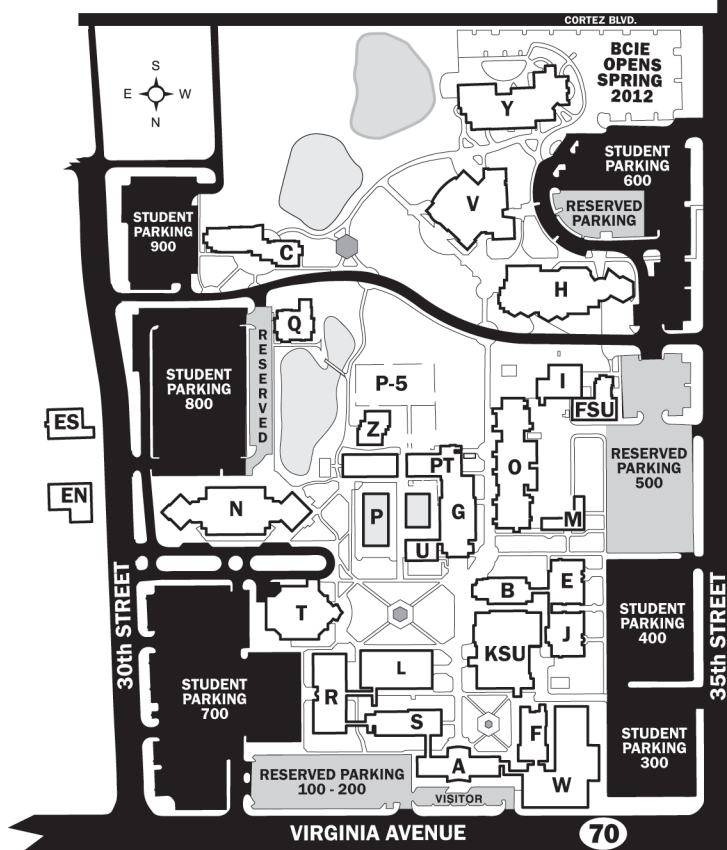 CORTEZ BLVD.
BCIE
OPENS
SPRING
2012
S
E
W
N
Y
STUDENT
PARKING
600
RESERVED
PARKING
V
STUDENT
PARKING
900
C
H
Q
RESERVED
STUDENT
PARKING
800
P-5
I
FSU
ES
Z
O
RESERVED
PARKING
500
PT
EN
N
P
G
M
U
30th STREET
35th STREET
B
E
T
STUDENT
PARKING
400
J
KSU
L
STUDENT
PARKING
700
R
S
F
STUDENT
PARKING
300
A
W
RESERVED PARKING
100 - 200
VISITOR
VIRGINIA AVENUE
70